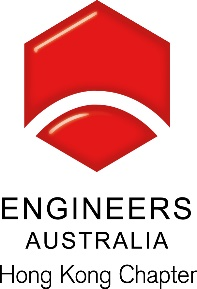 ENGINEERS
AUSTRALIA
Hong Kong Chapter